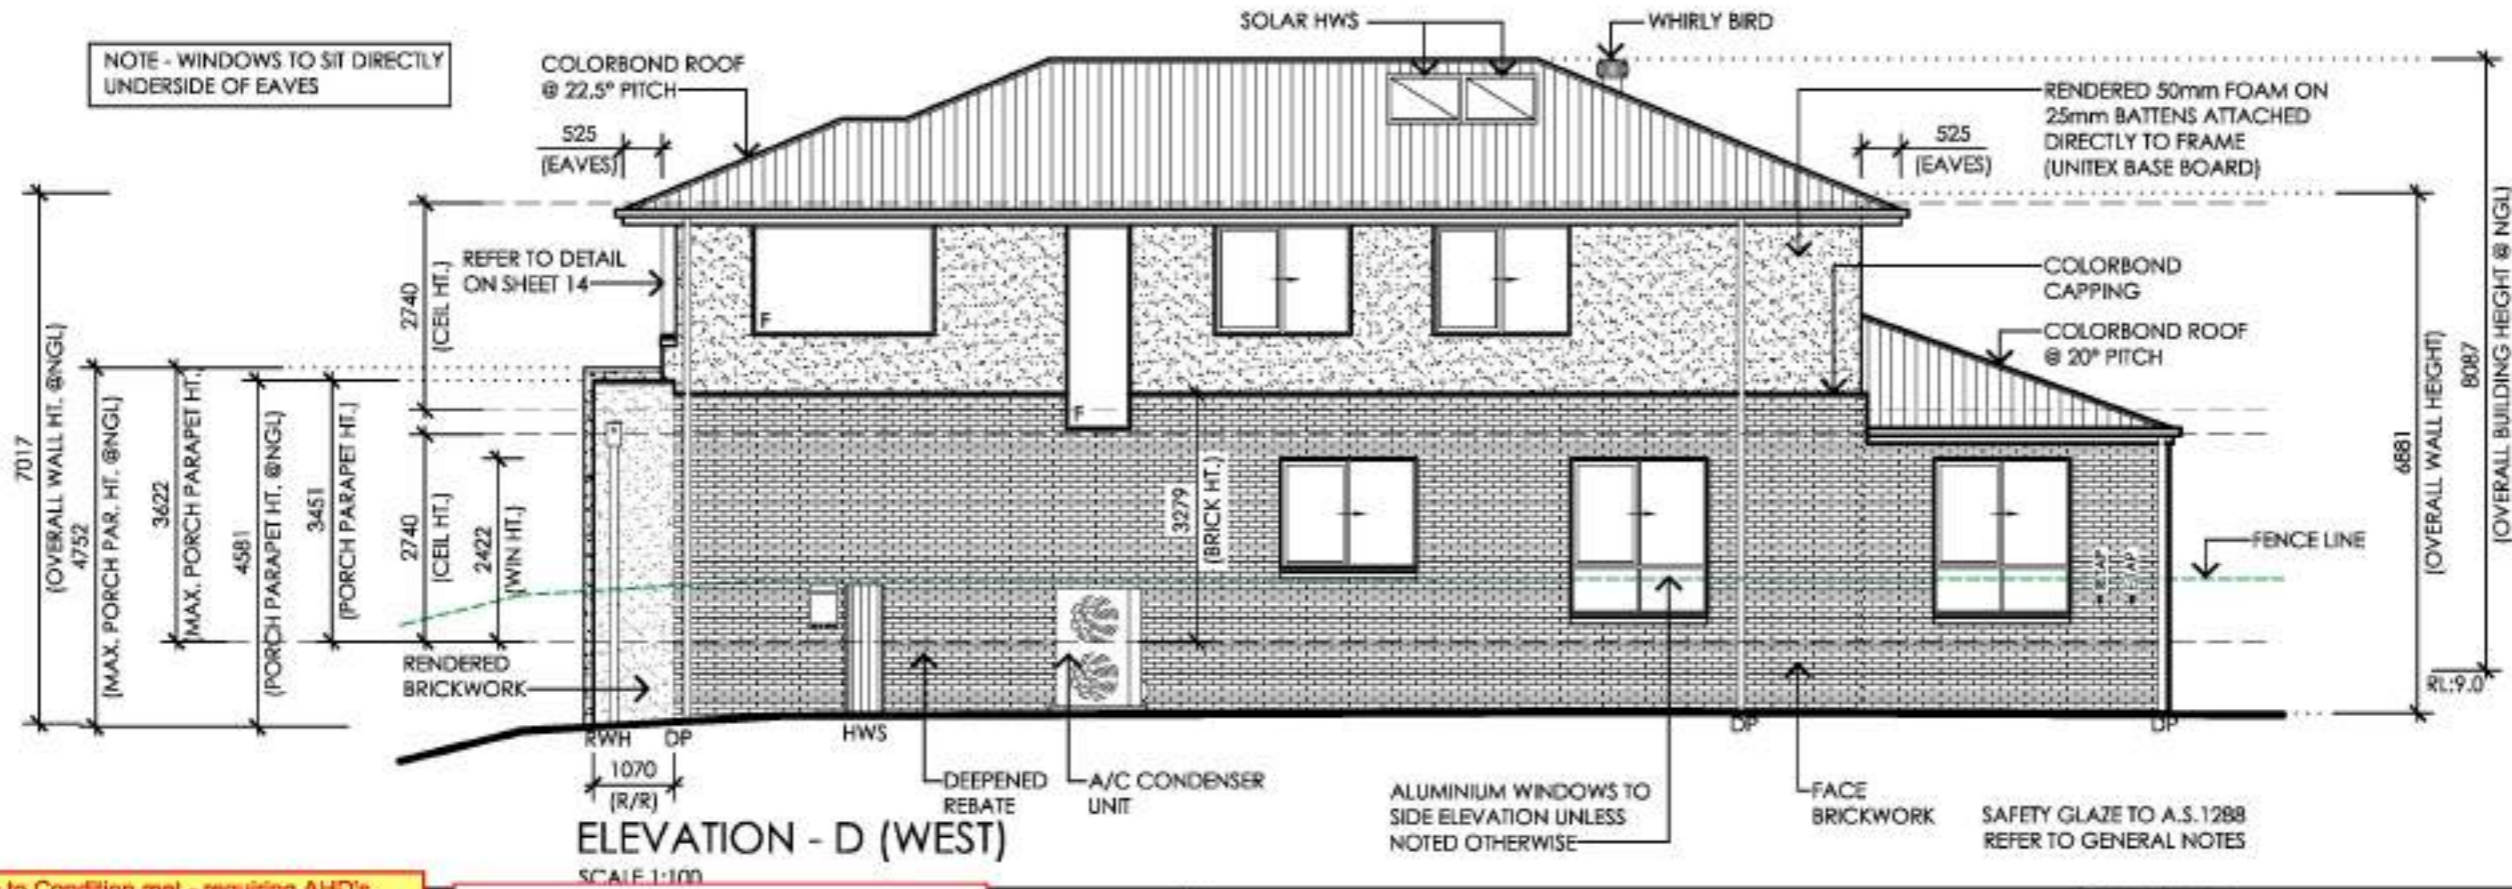 NOTE - WINDOWS TO SIT DIRECTLY
UNDERSIDE OF EAVES
COLORBOND ROOF
@ 22.5° PITCH
525
(EAVES)
SOLAR HWS
WHIRLY BIRD
RENDERED 50mm FOAM ON
25mm BATTENS ATTACHED
DIRECTLY TO FRAME
(UNITEX BASE BOARD)
525
(EAVES)
REFER TO DETAIL
ON SHEET 14
COLORBOND
CAPPING
COLORBOND ROOF
@ 20° PITCH
7017
(OVERALL WALL HT. @NGL)
4752
(MAX. PORCH PAR. HT. @NGL)
3622
(MAX. PORCH PARAPET HT.)
4581
(PORCH PARAPET HT. @NGL)
3451
(PORCH PARAPET HT.)
2740
(CEIL HT.)
2740
(CEIL HT.)
2422
(WIN HT.)
F
F
3279
(BRICK HT.)
6881
(OVERALL WALL HEIGHT)
8087
(OVERALL BUILDING HEIGHT @ NGL)
RL:9.0
FENCE LINE
RENDERED
BRICKWORK
RWH
DP
HWS
DP
DP
1070
(R/R)
DEEPENED
REBATE
A/C CONDENSER
UNIT
ALUMINIUM WINDOWS TO
SIDE ELEVATION UNLESS
NOTED OTHERWISE
FACE
BRICKWORK
SAFETY GLAZE TO A.S.1288
REFER TO GENERAL NOTES
ELEVATION - D (WEST)
SCALE 1:100
to Condition met - requiring AHD's